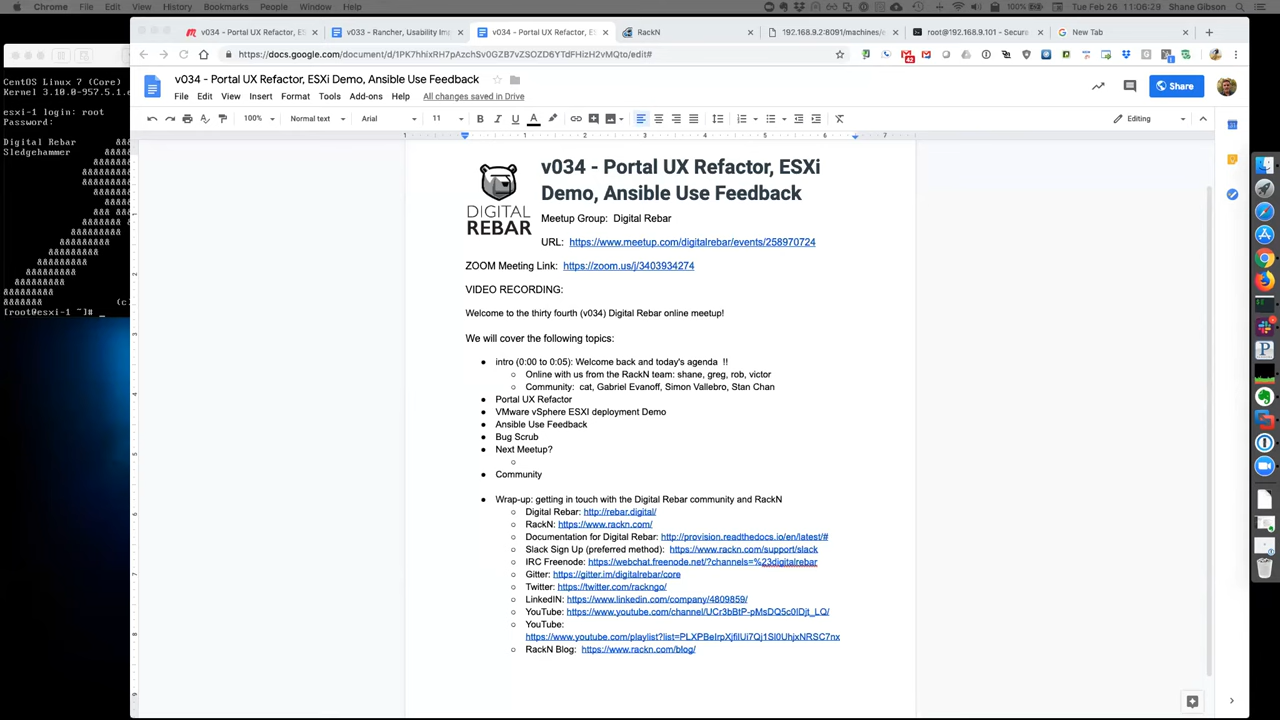 Chrome File Edit View History Bookmarks People Window Help
100% Tue Feb 26 11:06:29 Shane Gibson
v034 - Portal UX Refactor, ES
v033 - Rancher, Usability Im
v034 - Portal UX Refactor, E
RackN
192.168.9.2:8091/machines/e
root@192.168.9.101 - Secure
New Tab
https://docs.google.com/document/d/1PK7hhixRH7pAzchSv0GZB7vZSOZD6YTdFHizH2vMQto/edit#
42
v034 - Portal UX Refactor, ESXi Demo, Ansible Use Feedback
File Edit View Insert Format Tools Add-ons Help All changes saved in Drive
Share
100% Normal text Arial 11 Editing
CentOS Linux 7 (Core)
Kernel 3.10.0-957.5.1.e
esxi-1 login: root
Password:
Digital Rebar &&&
Sledgehammer &&&&
[root@esxi-1 ~]# _
DIGITAL
REBAR
v034 - Portal UX Refactor, ESXi
Demo, Ansible Use Feedback
Meetup Group: Digital Rebar
URL: https://www.meetup.com/digitalrebar/events/258970724
ZOOM Meeting Link: https://zoom.us/j/3403934274
VIDEO RECORDING:
Welcome to the thirty fourth (v034) Digital Rebar online meetup!
We will cover the following topics:
● intro (0:00 to 0:05): Welcome back and today's agenda !!
○ Online with us from the RackN team: shane, greg, rob, victor
○ Community: cat, Gabriel Evanoff, Simon Vallebro, Stan Chan
● Portal UX Refactor
● VMware vSphere ESXI deployment Demo
● Ansible Use Feedback
● Bug Scrub
● Next Meetup?
● Community
● Wrap-up: getting in touch with the Digital Rebar community and RackN
○ Digital Rebar: http://rebar.digital/
○ RackN: https://www.rackn.com/
○ Documentation for Digital Rebar: http://provision.readthedocs.io/en/latest/#
○ Slack Sign Up (preferred method): https://www.rackn.com/support/slack
○ IRC Freenode: https://webchat.freenode.net/?channels=%23digitalrebar
○ Gitter: https://gitter.im/digitalrebar/core
○ Twitter: https://twitter.com/rackngo/
○ LinkedIN: https://www.linkedin.com/company/4809859/
○ YouTube: https://www.youtube.com/channel/UCr3bBtP-pMsDQ5c0IDjt_LQ/
○ YouTube:
https://www.youtube.com/playlist?list=PLXPBeIrpXjfilUi7Qj1Sl0UhjxNRSC7nx
○ RackN Blog: https://www.rackn.com/blog/